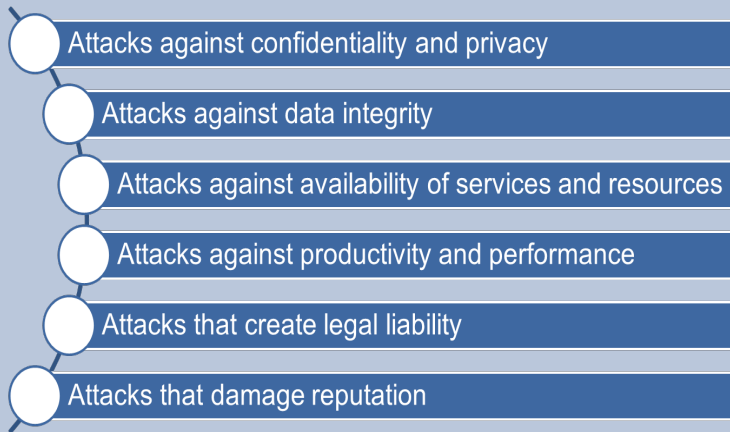 Attacks against confidentiality and privacy
Attacks against data integrity
Attacks against availability of services and resources
Attacks against productivity and performance
Attacks that create legal liability
Attacks that damage reputation